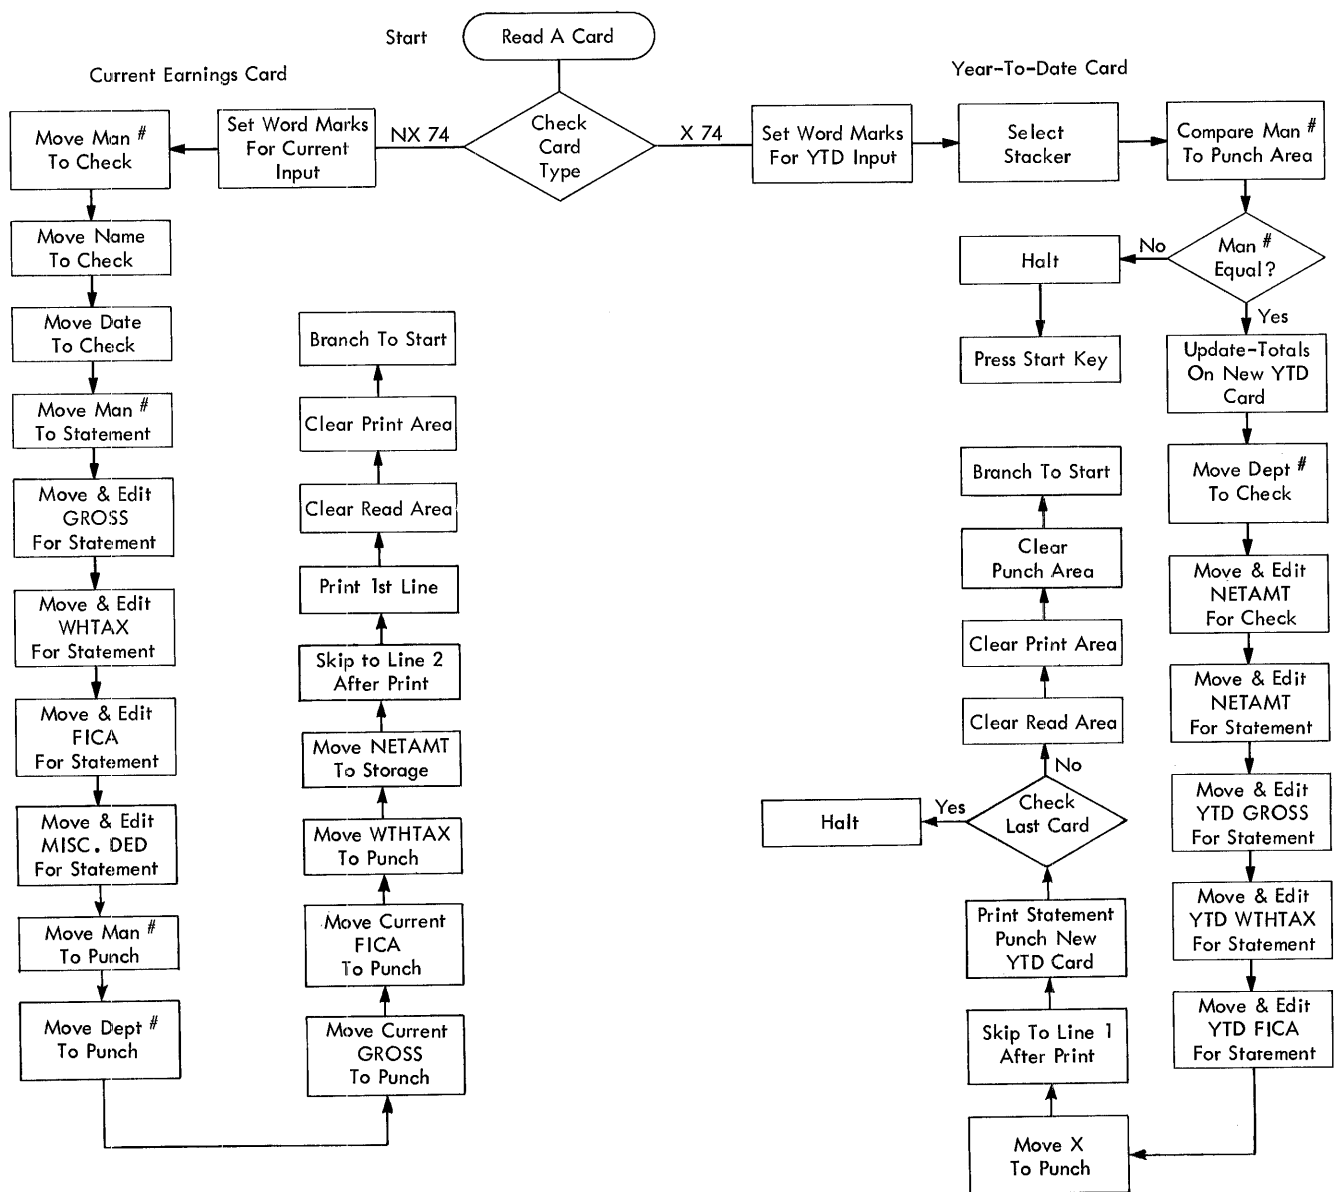 Start
Read A Card
Current Earnings Card
Year-To-Date Card
Check
Card
Type
NX 74
X 74
Set Word Marks
For Current
Input
Move Man #
To Check
Move Name
To Check
Move Date
To Check
Move Man #
To Statement
Move & Edit
GROSS
For Statement
Move & Edit
WHTAX
For Statement
Move & Edit
FICA
For Statement
Move & Edit
MISC. DED
For Statement
Move Man #
To Punch
Move Dept #
To Punch
Move Current
GROSS
To Punch
Move Current
FICA
To Punch
Move WTHTAX
To Punch
Move NETAMT
To Storage
Skip to Line 2
After Print
Print 1st Line
Clear Read Area
Clear Print Area
Branch To Start
Set Word Marks
For YTD Input
Select
Stacker
Compare Man #
To Punch Area
Man #
Equal?
No
Halt
Press Start Key
Yes
Update-Totals
On New YTD
Card
Move Dept #
To Check
Move & Edit
NETAMT
For Check
Move & Edit
NETAMT
For Statement
Move & Edit
YTD GROSS
For Statement
Move & Edit
YTD WTHTAX
For Statement
Move & Edit
YTD FICA
For Starement
Move X
To Punch
Skip To Line 1
After Print
Print Statement
Punch New
YTD Card
Check
Last Card
Yes
Halt
No
Clear Read Area
Clear Print Area
Clear
Punch Area
Branch To Start